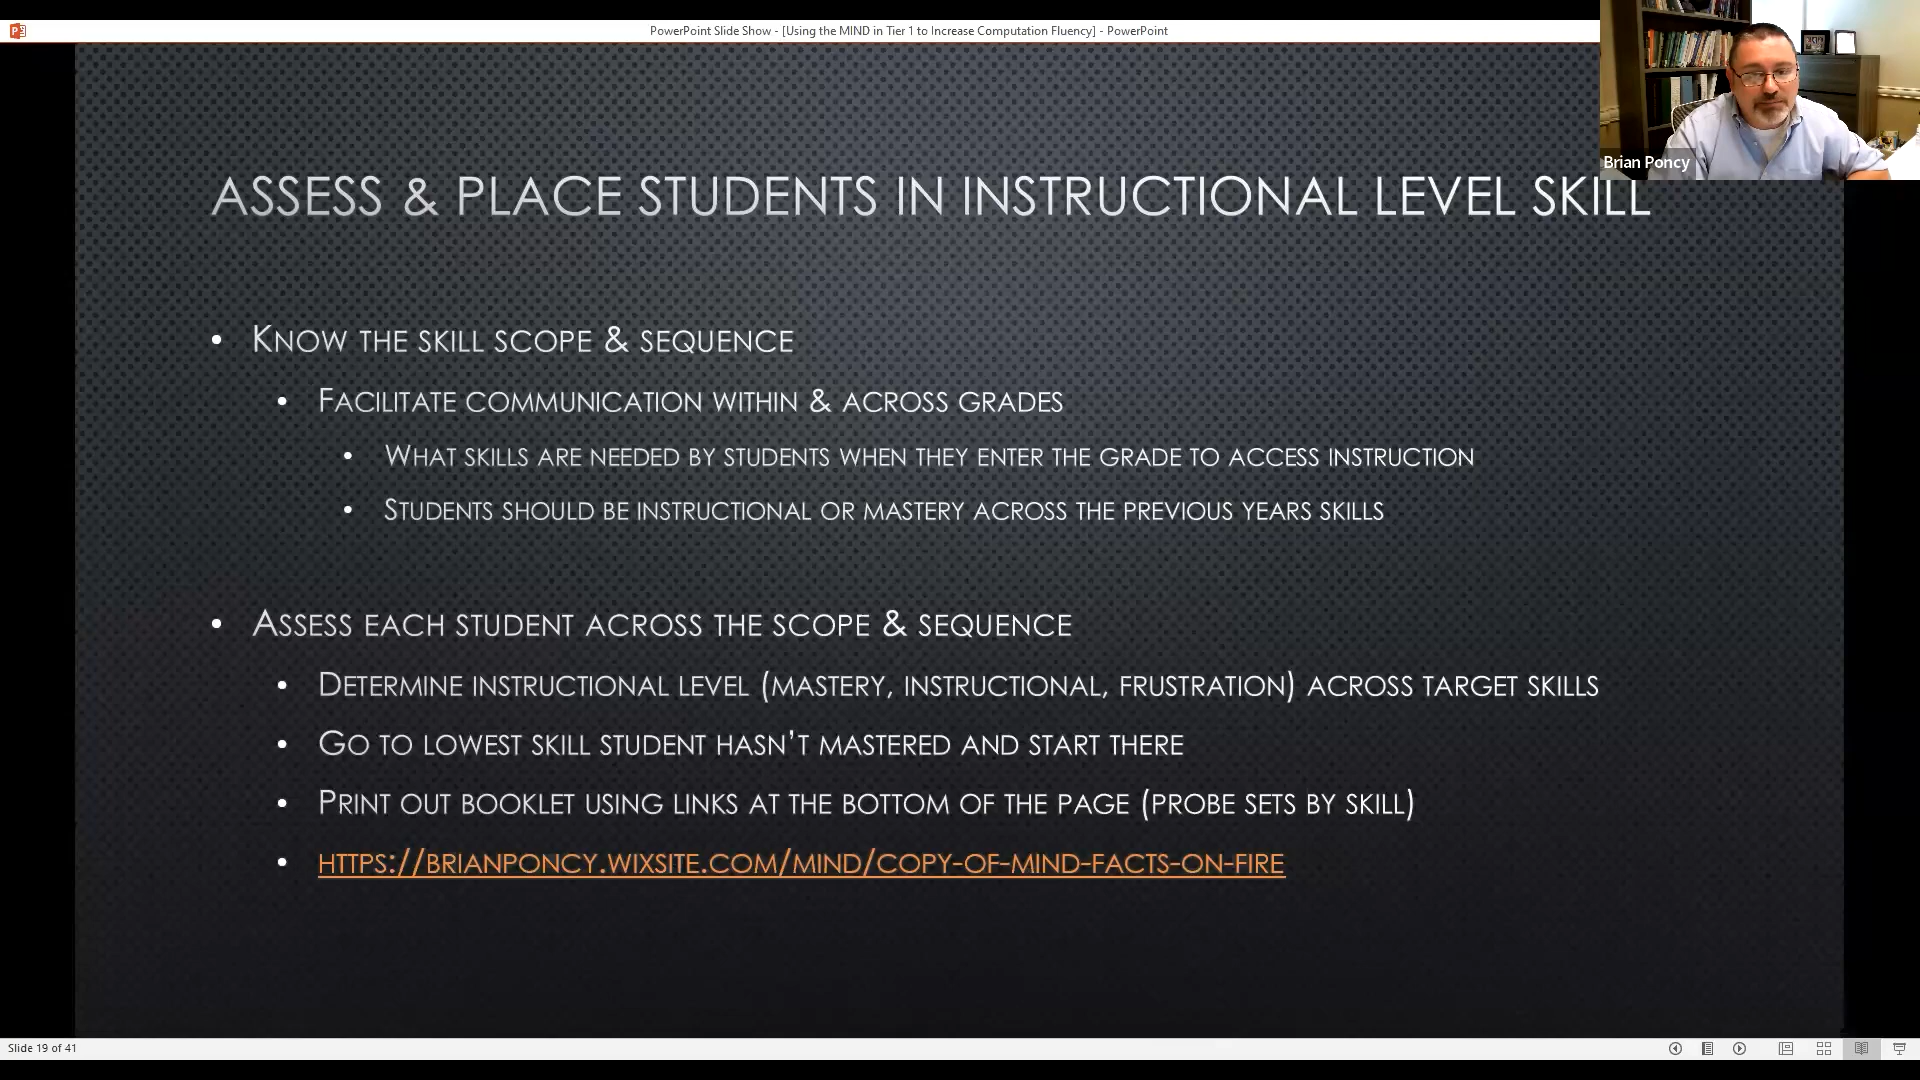 PowerPoint Slide Show - [Using the MIND in Tier 1 to Increase Computation Fluency] - PowerPoint
Brian Poncy
ASSESS & PLACE STUDENTS IN INSTRUCTIONAL LEVEL SKILL
• KNOW THE SKILL SCOPE & SEQUENCE
• FACILITATE COMMUNICATION WITHIN & ACROSS GRADES
• WHAT SKILLS ARE NEEDED BY STUDENTS WHEN THEY ENTER THE GRADE TO ACCESS INSTRUCTION
• STUDENTS SHOULD BE INSTRUCTIONAL OR MASTERY ACROSS THE PREVIOUS YEARS SKILLS
• ASSESS EACH STUDENT ACROSS THE SCOPE & SEQUENCE
• DETERMINE INSTRUCTIONAL LEVEL (MASTERY, INSTRUCTIONAL, FRUSTRATION) ACROSS TARGET SKILLS
• GO TO LOWEST SKILL STUDENT HASN'T MASTERED AND START THERE
• PRINT OUT BOOKLET USING LINKS AT THE BOTTOM OF THE PAGE (PROBE SETS BY SKILL)
• HTTPS://BRIANPONCY.WIXSITE.COM/MIND/COPY-OF-MIND-FACTS-ON-FIRE
Slide 19 of 41